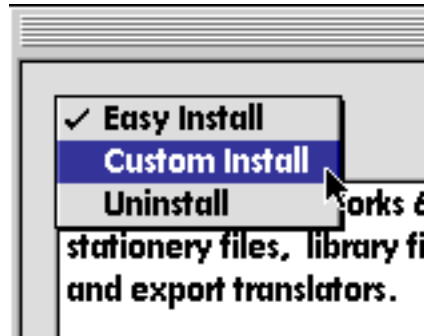 Easy Install
Custom Install
Uninstall
stationery files, library
and export translators.